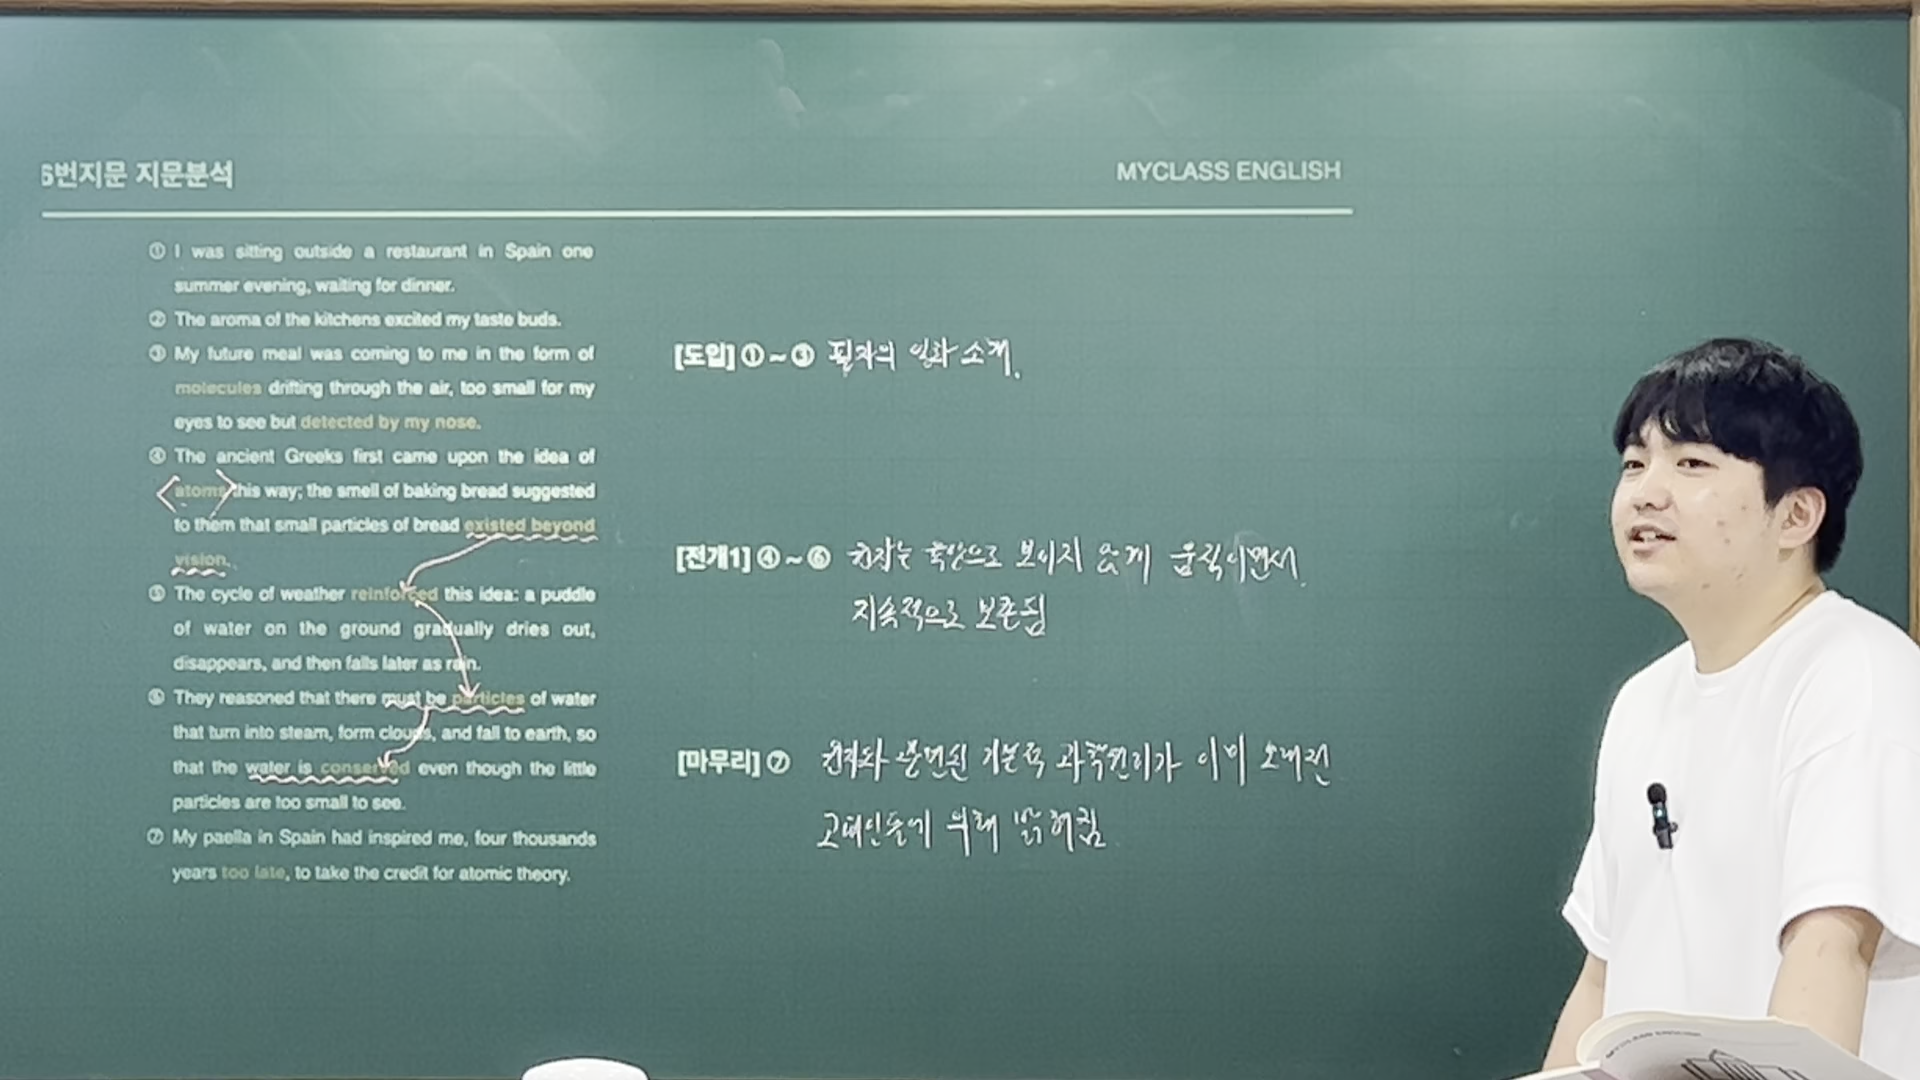 6번지문 지문분석
MYCLASS ENGLISH
① I was sitting outside a restaurant in Spain one
summer evening, waiting for dinner.
② The aroma of the kitchens excited my taste buds.
③ My future meal was coming to me in the form of
molecules drifting through the air, too small for my
eyes to see but detected by my nose.
④ The ancient Greeks first came upon the idea of
<atoms> this way; the smell of baking bread suggested
to them that small particles of bread existed beyond
vision.
⑤ The cycle of weather reinforced this idea: a puddle
of water on the ground gradually dries out,
disappears, and then falls later as rain.
⑥ They reasoned that there must be particles of water
that turn into steam, form clouds, and fall to earth, so
that the water is conserved even though the little
particles are too small to see.
⑦ My paella in Spain had inspired me, four thousands
years too late, to take the credit for atomic theory.
[도입] ① ~ ③ 필자의 일화 소개.
[전개1] ④ ~ ⑥ 육안으로 보이지 않게 움직이면서
지속적으로 보존됨
[마무리] ⑦ 원자와 관련된 기본적 과학원리가 이미 오래전
고대인들에 의해 밝혀짐
MYCLASS ENGLISH